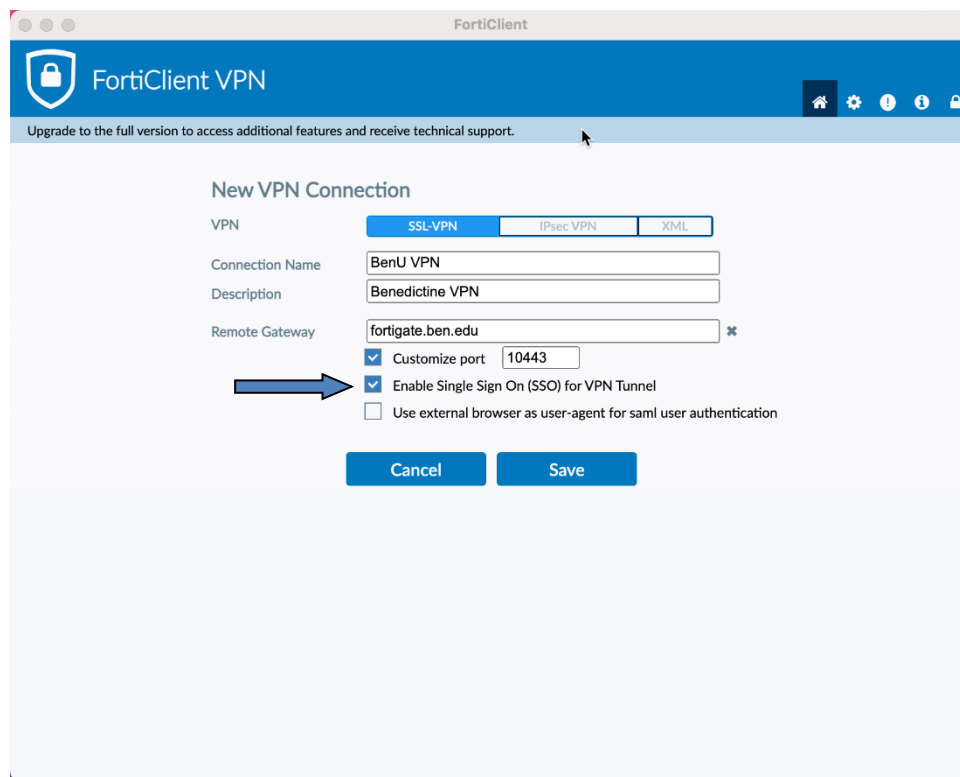 FortiClient
FortiClient VPN
Upgrade to the full version to access additional features and receive technical support.
New VPN Connection
VPN SSL-VPN IPsec VPN XML
Connection Name BenU VPN
Description Benedictine VPN
Remote Gateway fortigate.ben.edu
Customize port 10443
Enable Single Sign On (SSO) for VPN Tunnel
Use external browser as user-agent for saml user authentication
Cancel Save